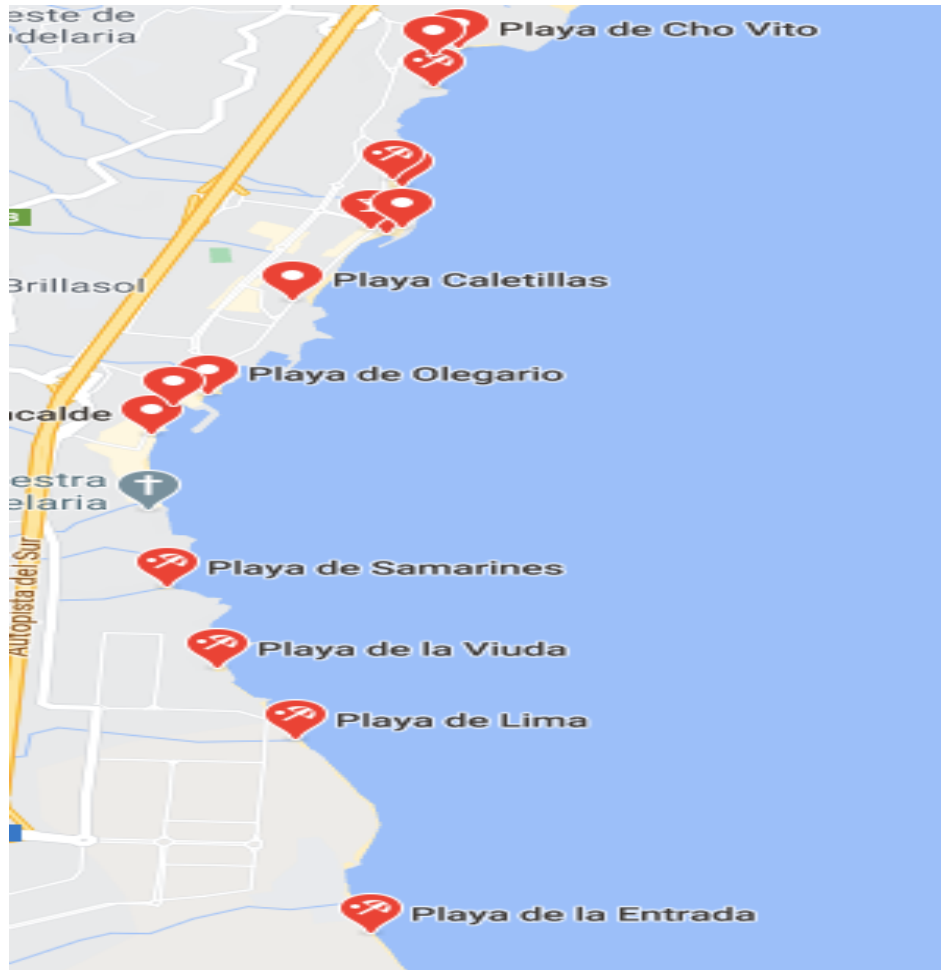 este de
delaria
Playa de Cho Vito
3
Playa Caletillas
Brillasol
Playa de Olegario
calde
estra
elaria
Autopista del Sur
Playa de Samarines
Playa de la Viuda
Playa de Lima
Playa de la Entrada